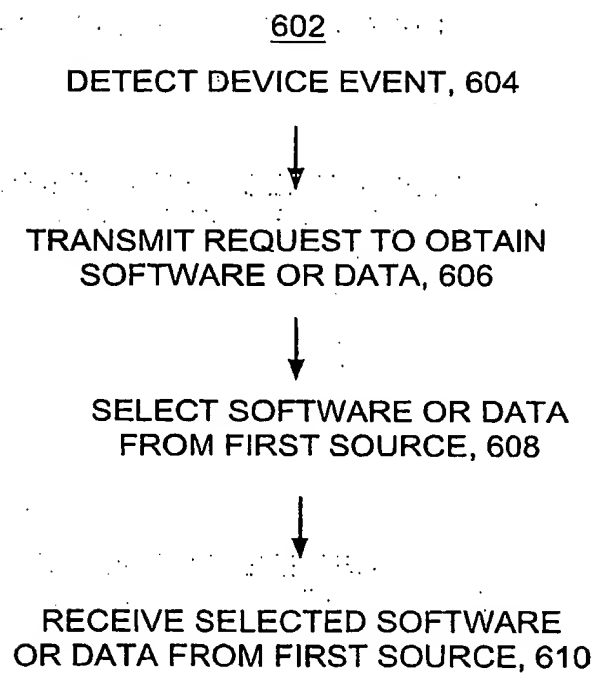 602
DETECT DEVICE EVENT, 604
TRANSMIT REQUEST TO OBTAIN
SOFTWARE OR DATA, 606
SELECT SOFTWARE OR DATA
FROM FIRST SOURCE, 608
RECEIVE SELECTED SOFTWARE
OR DATA FROM FIRST SOURCE, 610